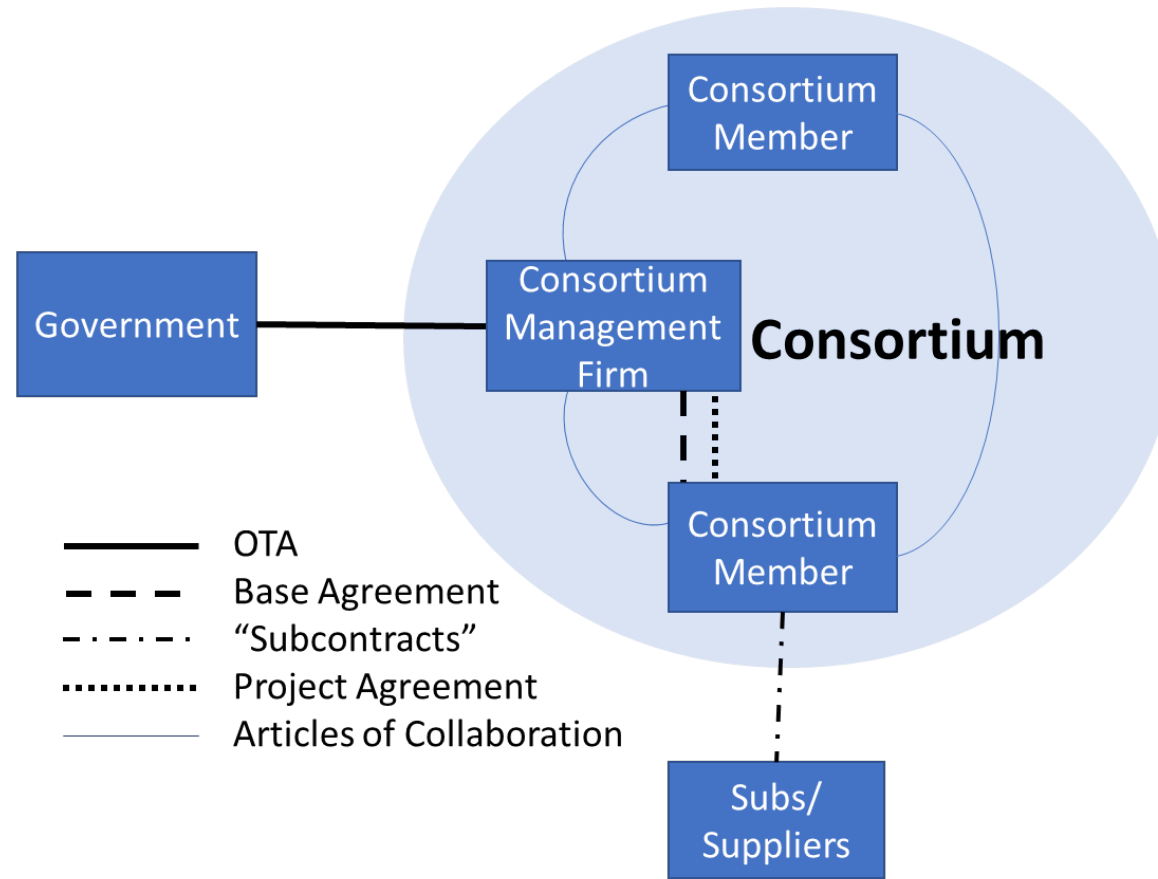 Consortium
Member
Government
Consortium
Management
Firm
Consortium
Consortium
Member
OTA
Base Agreement
“Subcontracts”
Project Agreement
Articles of Collaboration
Subs/
Suppliers